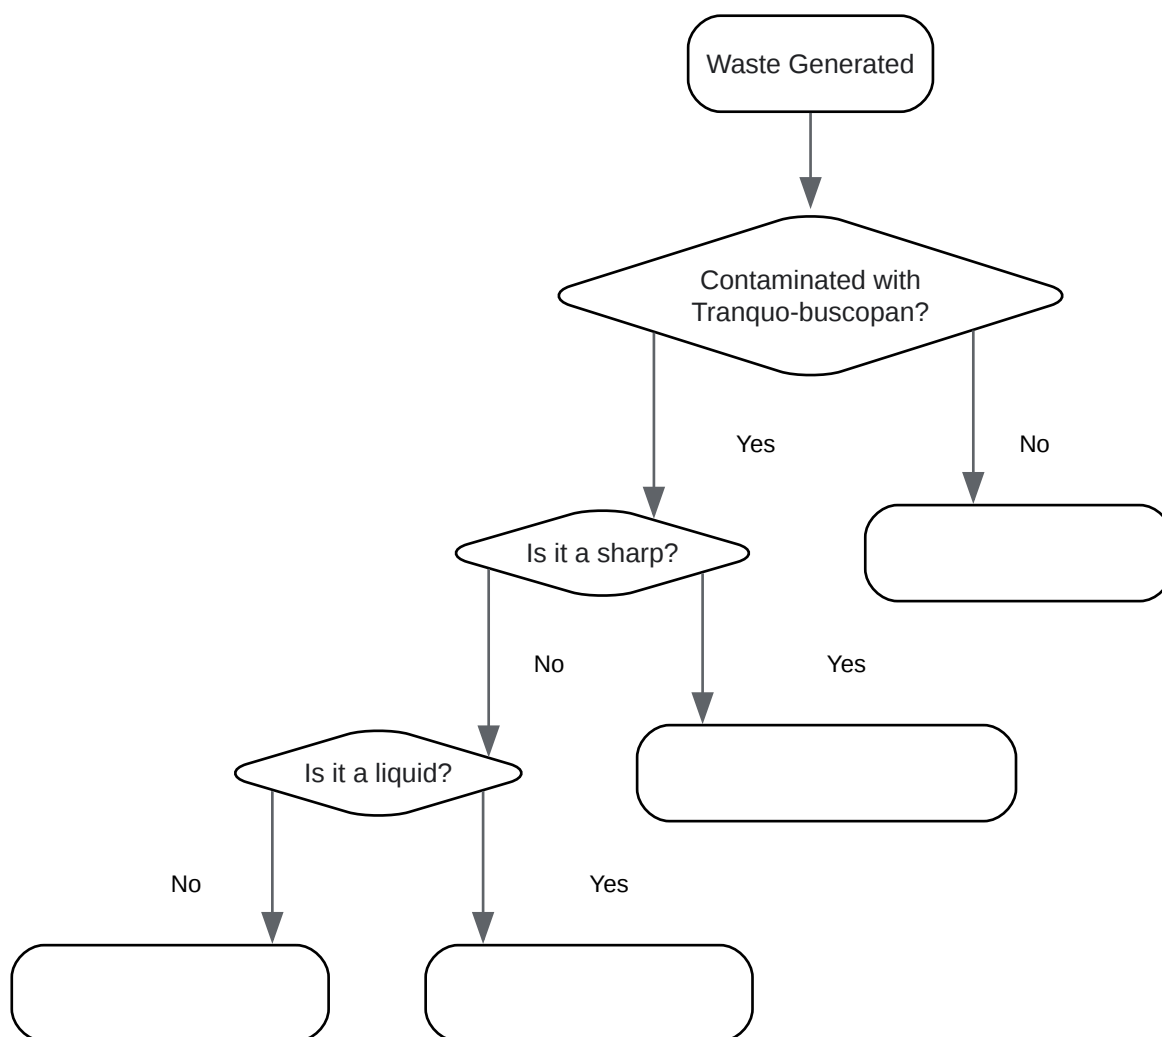 Waste Generated
Contaminated with
Tranquo-buscopan?
Yes
No
Is it a sharp?
No
Yes
Is it a liquid?
No
Yes